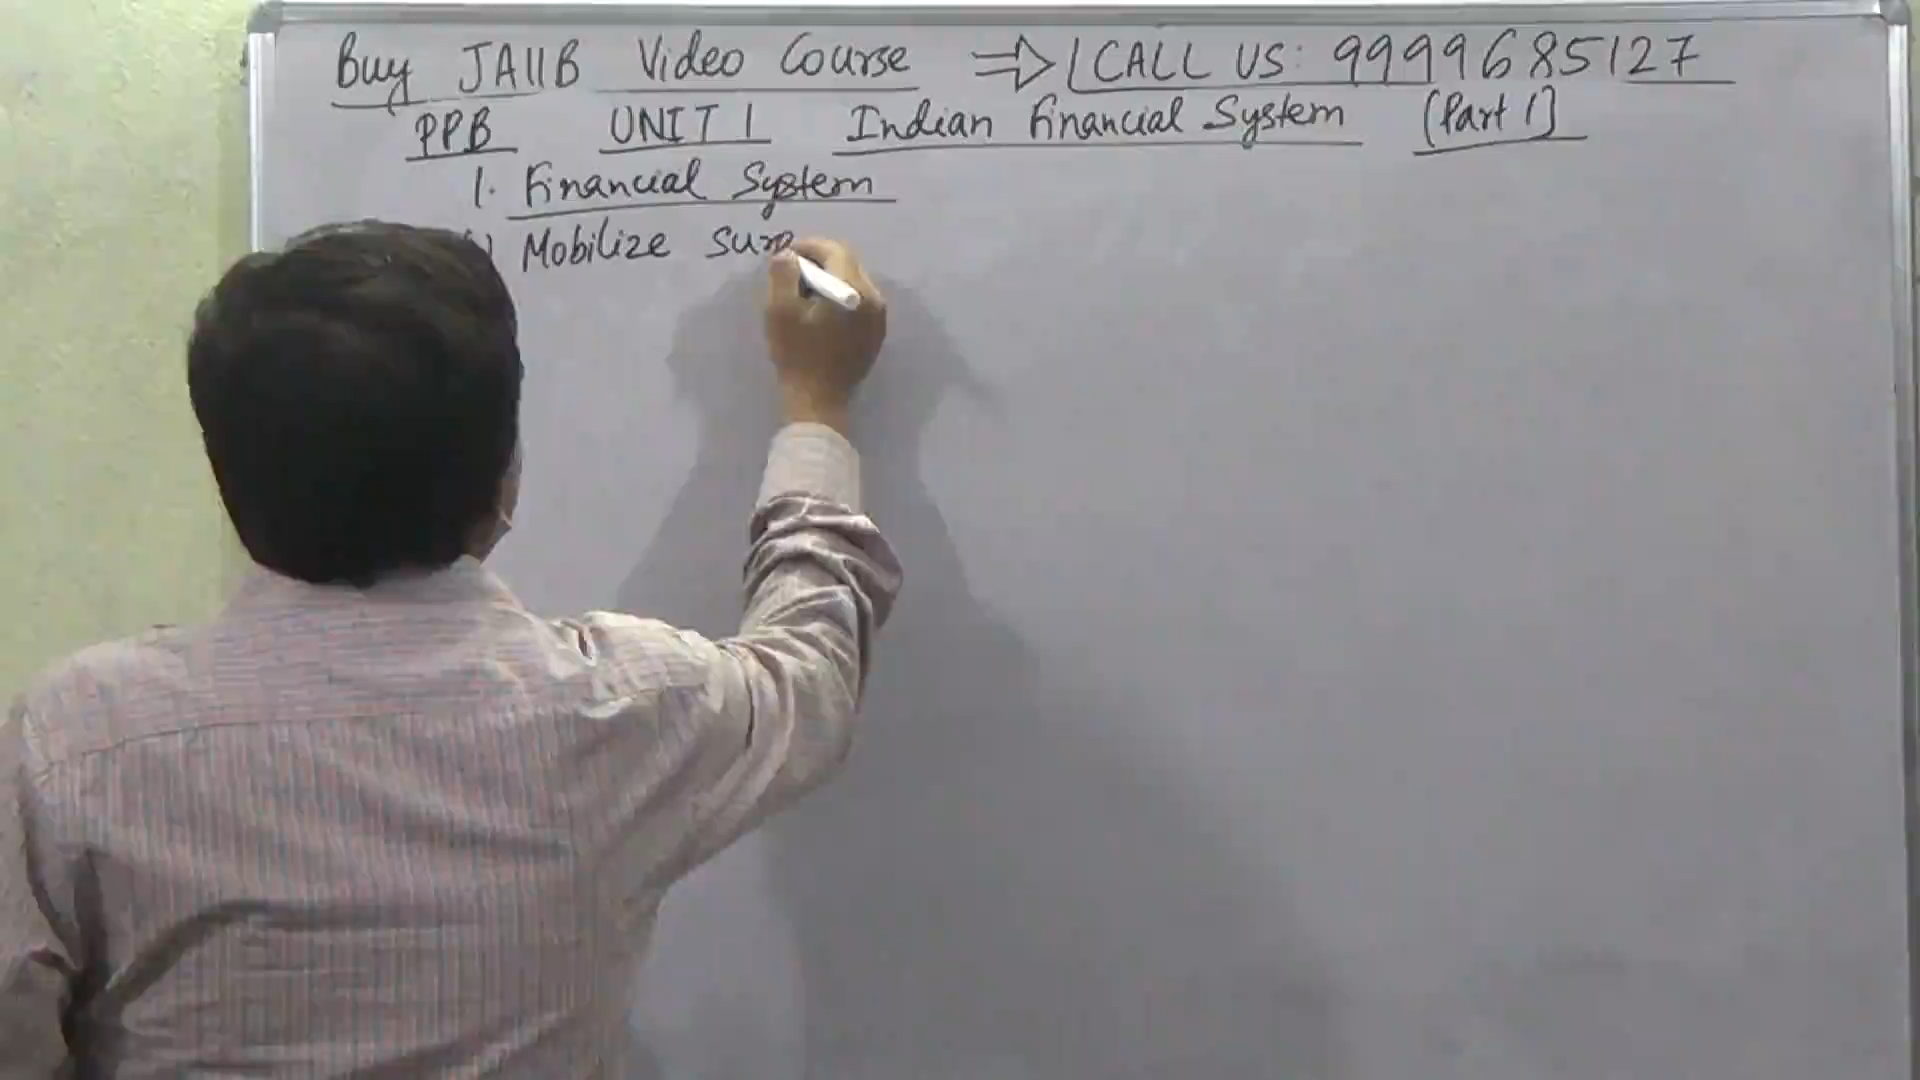 Buy JAIIB Video Course ⇒ CALL US: 9999685127
PPB UNIT 1 Indian Financial System (Part 1)
1. Financial System
Mobilize